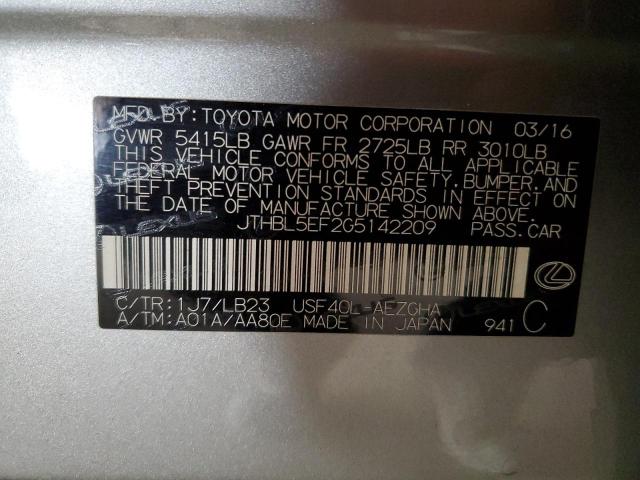 MFD. BY: TOYOTA MOTOR CORPORATION 03/16
GVWR 5415LB GAWR FR 2725LB RR 3010LB
THIS VEHICLE CONFORMS TO ALL APPLICABLE
FEDERAL MOTOR VEHICLE SAFETY, BUMPER, AND
THEFT PREVENTION STANDARDS IN EFFECT ON
THE DATE OF MANUFACTURE SHOWN ABOVE.
JTHBL5EF2G5142209 PASS.CAR
C/TR: 1J7/LB23 USF40L-AEZGHA
A/TM: A01A/AA80E MADE IN JAPAN 941 C